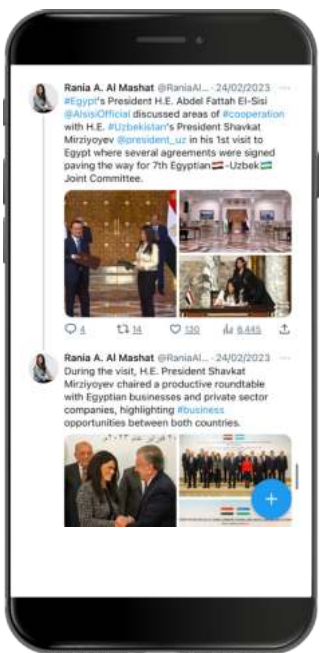 Rania A. Al Mashat @RaniaAl... · 24/02/2023 ...
#Egypt's President H.E. Abdel Fattah El-Sisi
@AlsisiOfficial discussed areas of #cooperation
with H.E. #Uzbekistan's President Shavkat
Mirziyoyev @president_uz in his 1st visit to
Egypt where several agreements were signed
paving the way for 7th Egyptian🇪🇬-Uzbek🇺🇿
Joint Committee.
4 14 130 6,445
Rania A. Al Mashat @RaniaAl... · 24/02/2023 ...
During the visit, H.E. President Shavkat
Mirziyoyev chaired a productive roundtable
with Egyptian businesses and private sector
companies, highlighting #business
opportunities between both countries.